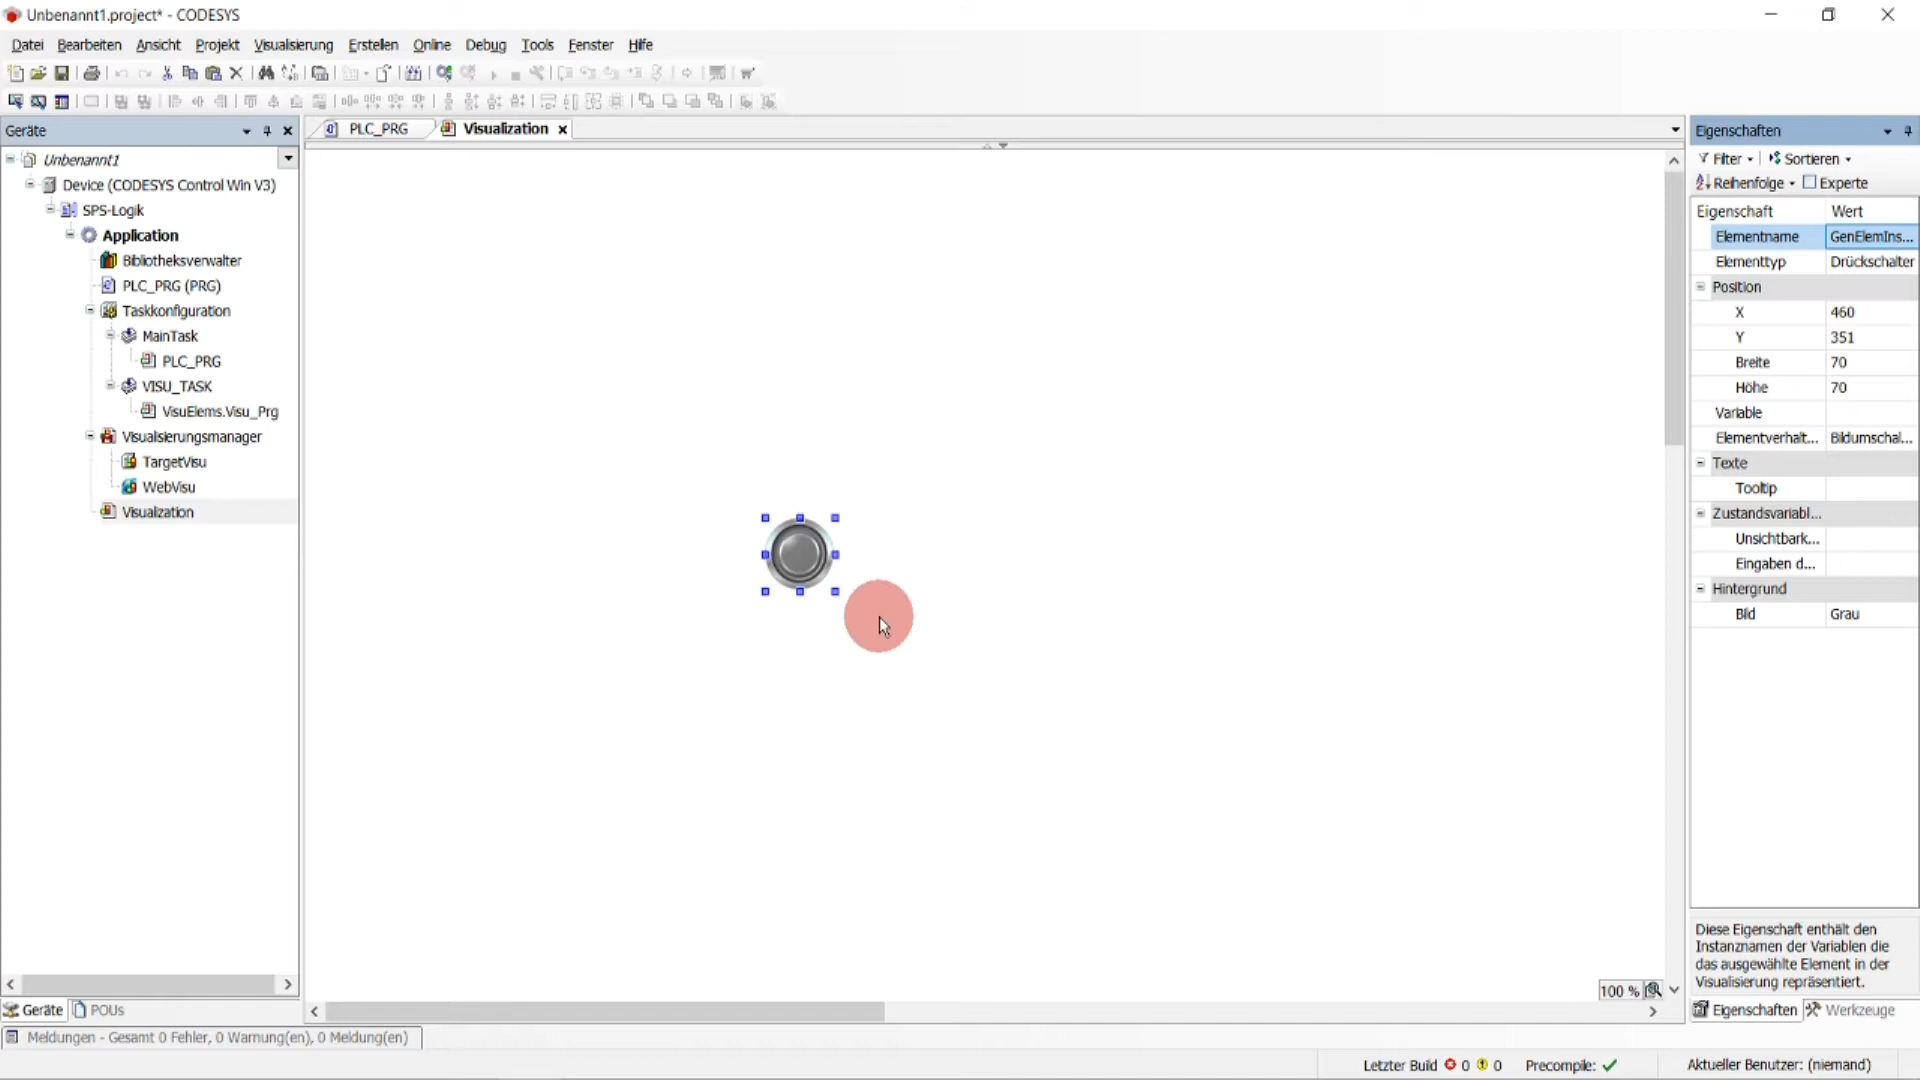 Unbenannt1.project* - CODESYS
Datei Bearbeiten Ansicht Projekt Visualisierung Erstellen Online Debug Tools Fenster Hilfe
Geräte
PLC_PRG Visualization
Eigenschaften
Unbenannt1
Device (CODESYS Control Win V3)
SPS-Logik
Application
Bibliotheksverwalter
PLC_PRG (PRG)
Taskkonfiguration
MainTask
PLC_PRG
VISU_TASK
VisuElems.Visu_Prg
Visualisierungsmanager
TargetVisu
WebVisu
Visualization
Filter Sortieren
Reihenfolge Experte
Eigenschaft Wert
Elementname GenElemIns...
Elementtyp Drückschalter
Position
X 460
Y 351
Breite 70
Höhe 70
Variable
Elementverhalt... Bildumschal...
Texte
Tooltip
Zustandsvariabl...
Unsichtbark...
Eingaben d...
Hintergrund
Bild Grau
Diese Eigenschaft enthält den
Instanznamen der Variablen die
das ausgewählte Element in der
Visualisierung repräsentiert.
100 %
Geräte POUs
Eigenschaften Werkzeuge
Meldungen - Gesamt 0 Fehler, 0 Warnung(en), 0 Meldung(en)
Letzter Build 0 0 Precompile: Aktueller Benutzer: (niemand)